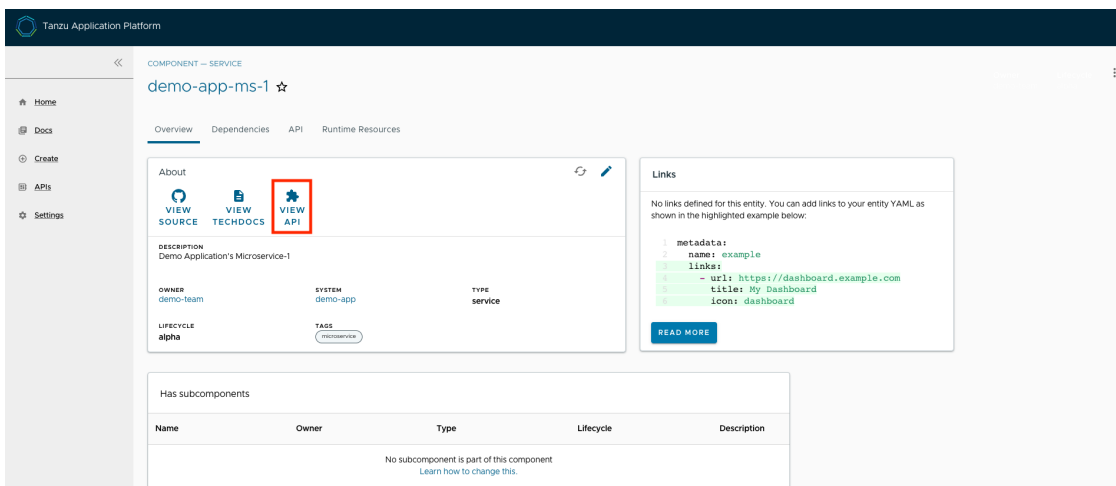 Tanzu Application Platform
COMPONENT — SERVICE
demo-app-ms-1
Home
Docs
Create
APIs
Settings
Overview Dependencies API Runtime Resources
About
VIEW SOURCE
VIEW TECHDOCS
VIEW API
DESCRIPTION
Demo Application's Microservice-1
OWNER
demo-team
SYSTEM
demo-app
TYPE
service
LIFECYCLE
alpha
TAGS
microservice
Links
No links defined for this entity. You can add links to your entity YAML as
shown in the highlighted example below:
1 metadata:
2 name: example
3 links:
4 - url: https://dashboard.example.com
5 title: My Dashboard
6 icon: dashboard
READ MORE
Has subcomponents
Name Owner Type Lifecycle Description
No subcomponent is part of this component
Learn how to change this.